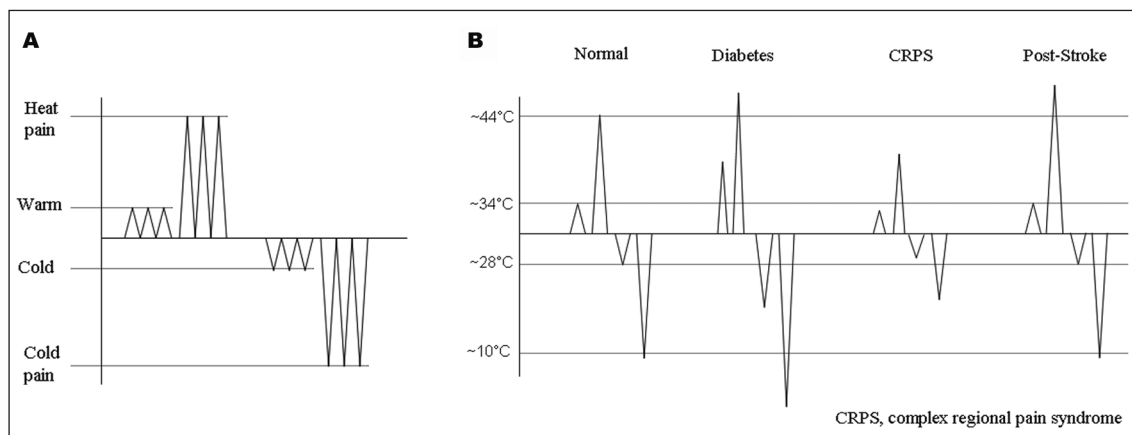 A
Heat
pain
Warm
Cold
Cold
pain
B
Normal Diabetes CRPS Post-Stroke
~44°C
~34°C
~28°C
~10°C
CRPS, complex regional pain syndrome